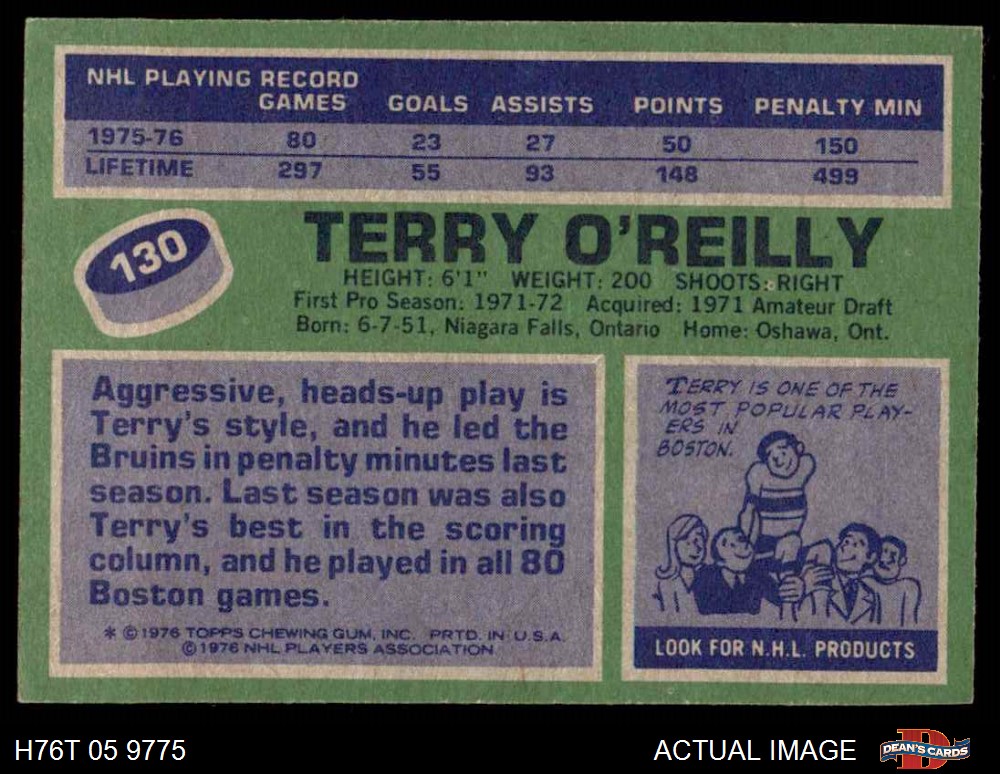 NHL PLAYING RECORD
GAMES GOALS ASSISTS POINTS PENALTY MIN
1975-76 80 23 27 50 150
LIFETIME 297 55 93 148 499
130
TERRY O'REILLY
HEIGHT: 6'1" WEIGHT: 200 SHOOTS: RIGHT
First Pro Season: 1971-72 Acquired: 1971 Amateur Draft
Born: 6-7-51, Niagara Falls, Ontario Home: Oshawa, Ont.
Aggressive, heads-up play is
Terry's style, and he led the
Bruins in penalty minutes last
season. Last season was also
Terry's best in the scoring
column, and he played in all 80
Boston games.
* © 1976 TOPPS CHEWING GUM, INC. PRTD. IN U.S.A.
© 1976 NHL PLAYERS ASSOCIATION
TERRY IS ONE OF THE
MOST POPULAR PLAY-
ERS IN
BOSTON.
LOOK FOR N.H.L. PRODUCTS
H76T 05 9775
ACTUAL IMAGE
DEAN'S CARDS